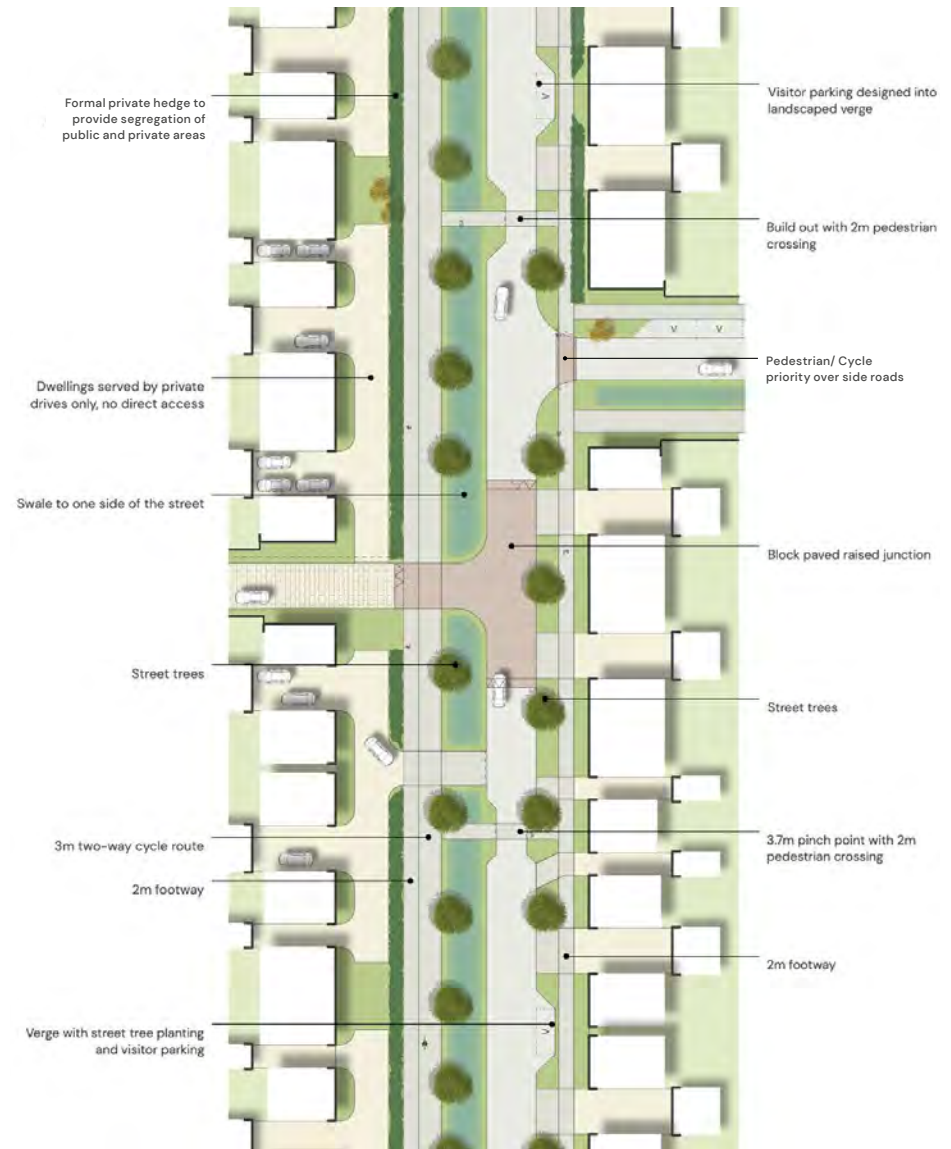 Formal private hedge to
provide segregation of
public and private areas
Visitor parking designed into
landscaped verge
V
Build out with 2m pedestrian
crossing
V V
Pedestrian/ Cycle
priority over side roads
Dwellings served by private
drives only, no direct access
Swale to one side of the street
Block paved raised junction
Street trees
Street trees
3m two-way cycle route
3.7m pinch point with 2m
pedestrian crossing
2m footway
2m footway
Verge with street tree planting
and visitor parking
V